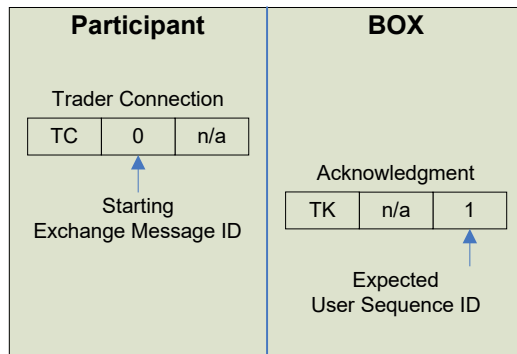 Participant
BOX
Trader Connection
TC 0 n/a
Starting
Exchange Message ID
Acknowledgment
TK n/a 1
Expected
User Sequence ID